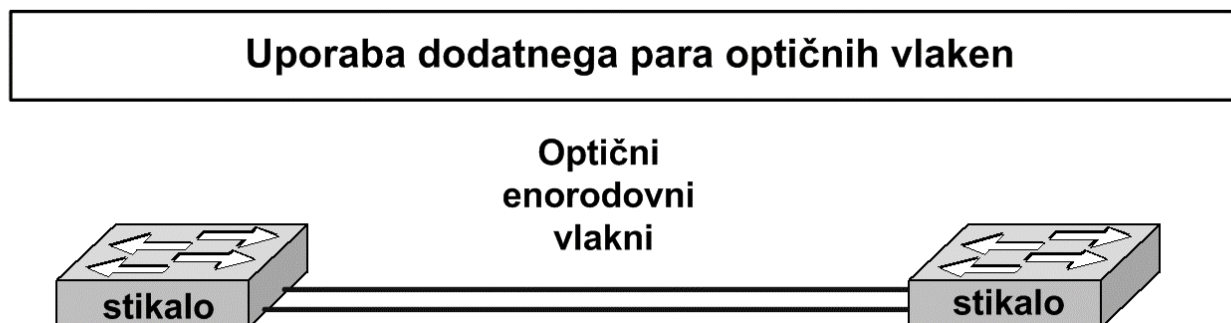 Uporaba dodatnega para optičnih vlaken
Optični
enorodovni
vlakni
stikalo
stikalo